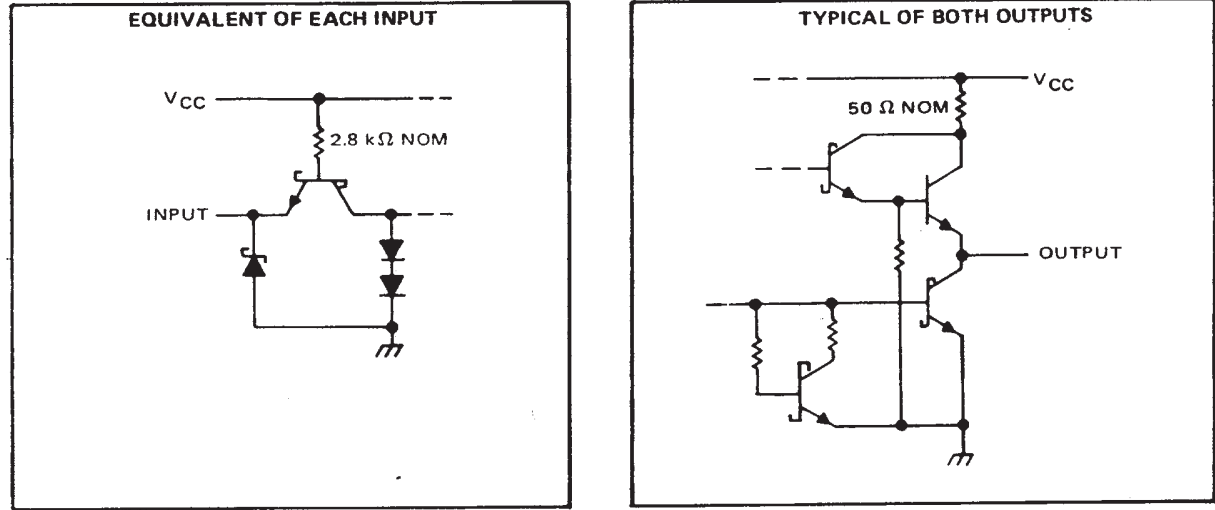 EQUIVALENT OF EACH INPUT
VCC
2.8 kΩ NOM
INPUT
TYPICAL OF BOTH OUTPUTS
VCC
50 Ω NOM
OUTPUT